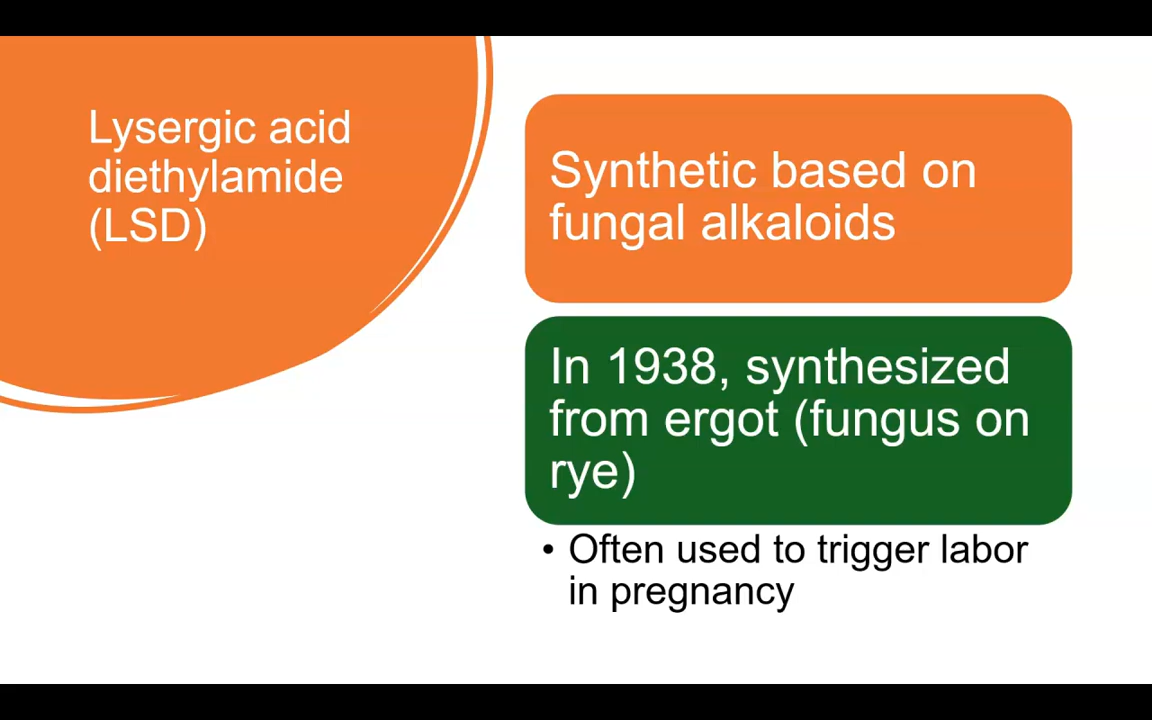 Lysergic acid
diethylamide
(LSD)
Synthetic based on
fungal alkaloids
In 1938, synthesized
from ergot (fungus on
rye)
• Often used to trigger labor
in pregnancy